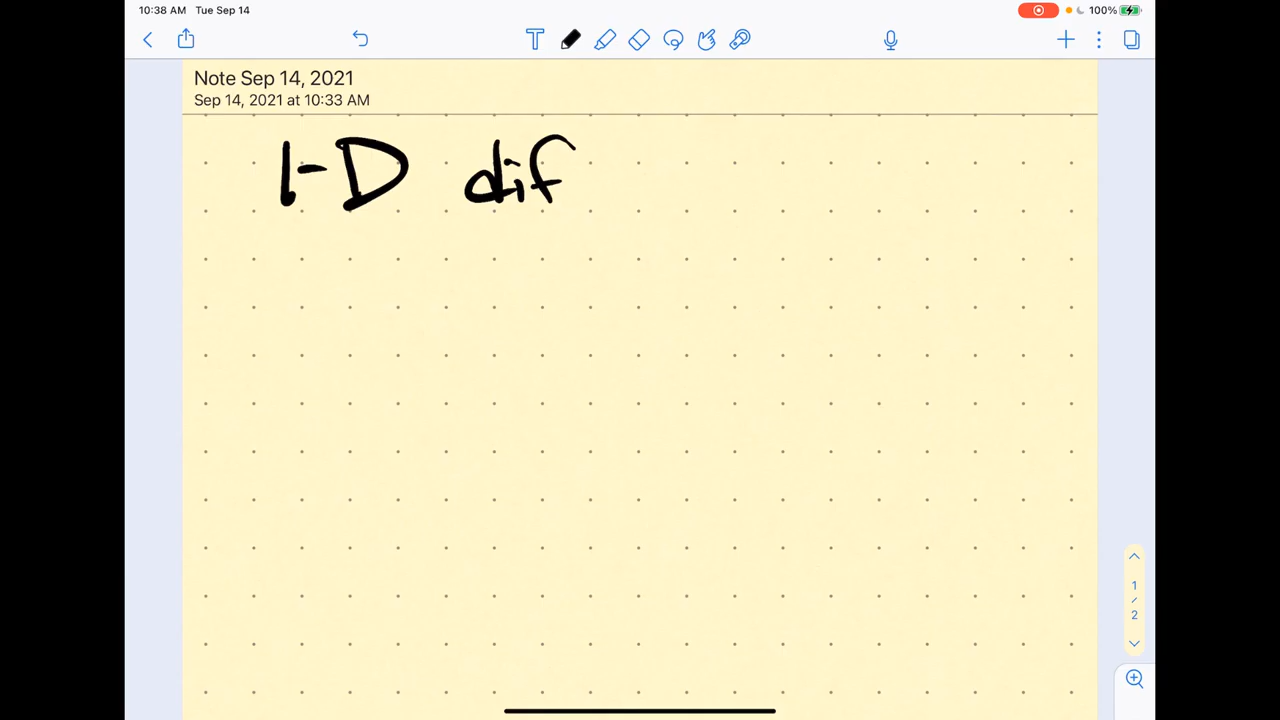 10:38 AM Tue Sep 14 100%
Note Sep 14, 2021
Sep 14, 2021 at 10:33 AM
1-D dif
1
/
2